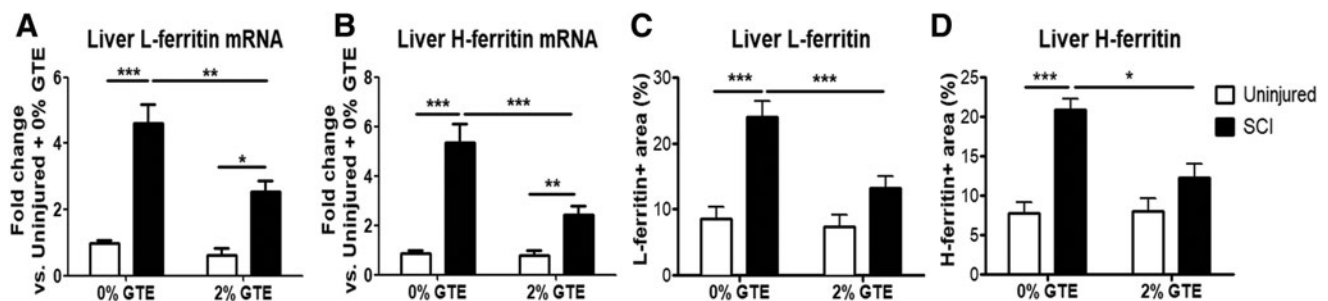 A
Liver L-ferritin mRNA
Fold change
vs. Uninjured + 0% GTE
6
4
2
0
***
**
*
0% GTE
2% GTE
B
Liver H-ferritin mRNA
Fold change
vs. Uninjured + 0% GTE
8
6
4
2
0
***
***
**
0% GTE
2% GTE
C
Liver L-ferritin
L-ferritin+ area (%)
30
20
10
0
***
***
0% GTE
2% GTE
D
Liver H-ferritin
H-ferritin+ area (%)
25
20
15
10
5
0
***
*
0% GTE
2% GTE
Uninjured
SCI